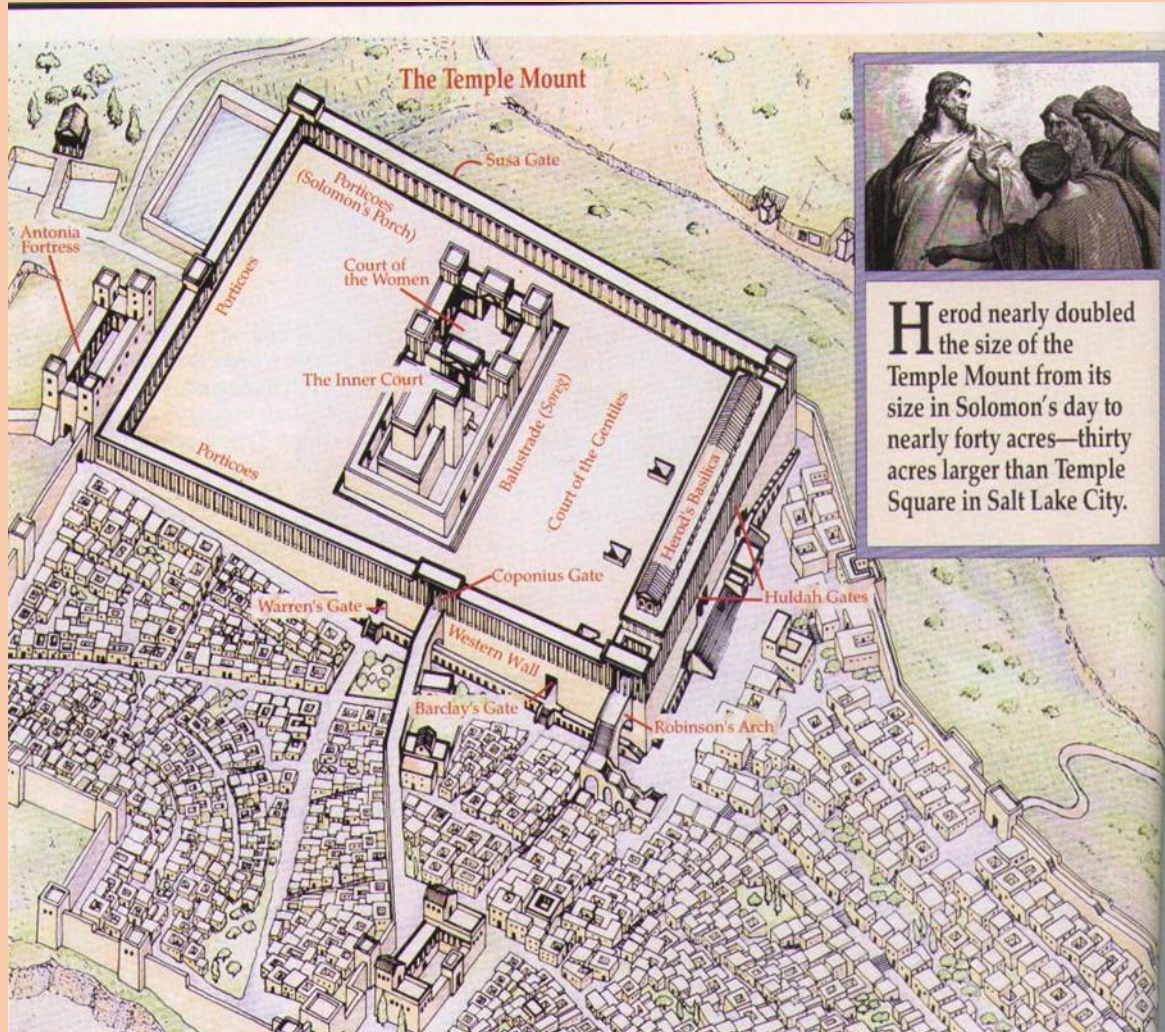 The Temple Mount
Susa Gate
Porticoes
(Solomon's Porch)
Antonia
Fortress
Porticoes
Court of
the Women
The Inner Court
Balustrade (Soreg)
Court of the Gentiles
Porticoes
Herod's Basilica
Coponius Gate
Warren's Gate
Huldah Gates
Western Wall
Barclay's Gate
Robinson's Arch
Herod nearly doubled
the size of the
Temple Mount from its
size in Solomon's day to
nearly forty acres—thirty
acres larger than Temple
Square in Salt Lake City.